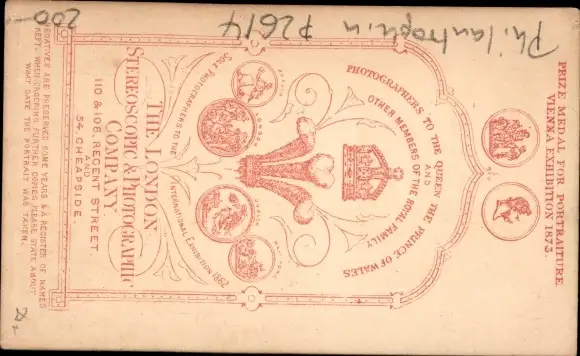 Philantrophin P2614
200-
PRIZE MEDAL FOR PORTRAITURE.
VIENNA EXHIBITION 1873.
PHOTOGRAPHERS TO THE QUEEN THE PRINCE OF WALES
AND
OTHER MEMBERS OF THE ROYAL FAMILY
LONDON
DUBLIN
SOLE PHOTOGRAPHERS TO THE INTERNATIONAL EXHIBITION 1862
THE LONDON
STEREOSCOPIC & PHOTOGRAPHIC
COMPANY.
110 & 108, REGENT STREET
AND
54, CHEAPSIDE.
NEGATIVES ARE PRESERVED SOME YEARS & A REGISTER OF NAMES
KEPT. WHEN ORDERING FURTHER COPIES PLEASE STATE ABOUT
WHAT DATE THE PORTRAIT WAS TAKEN.